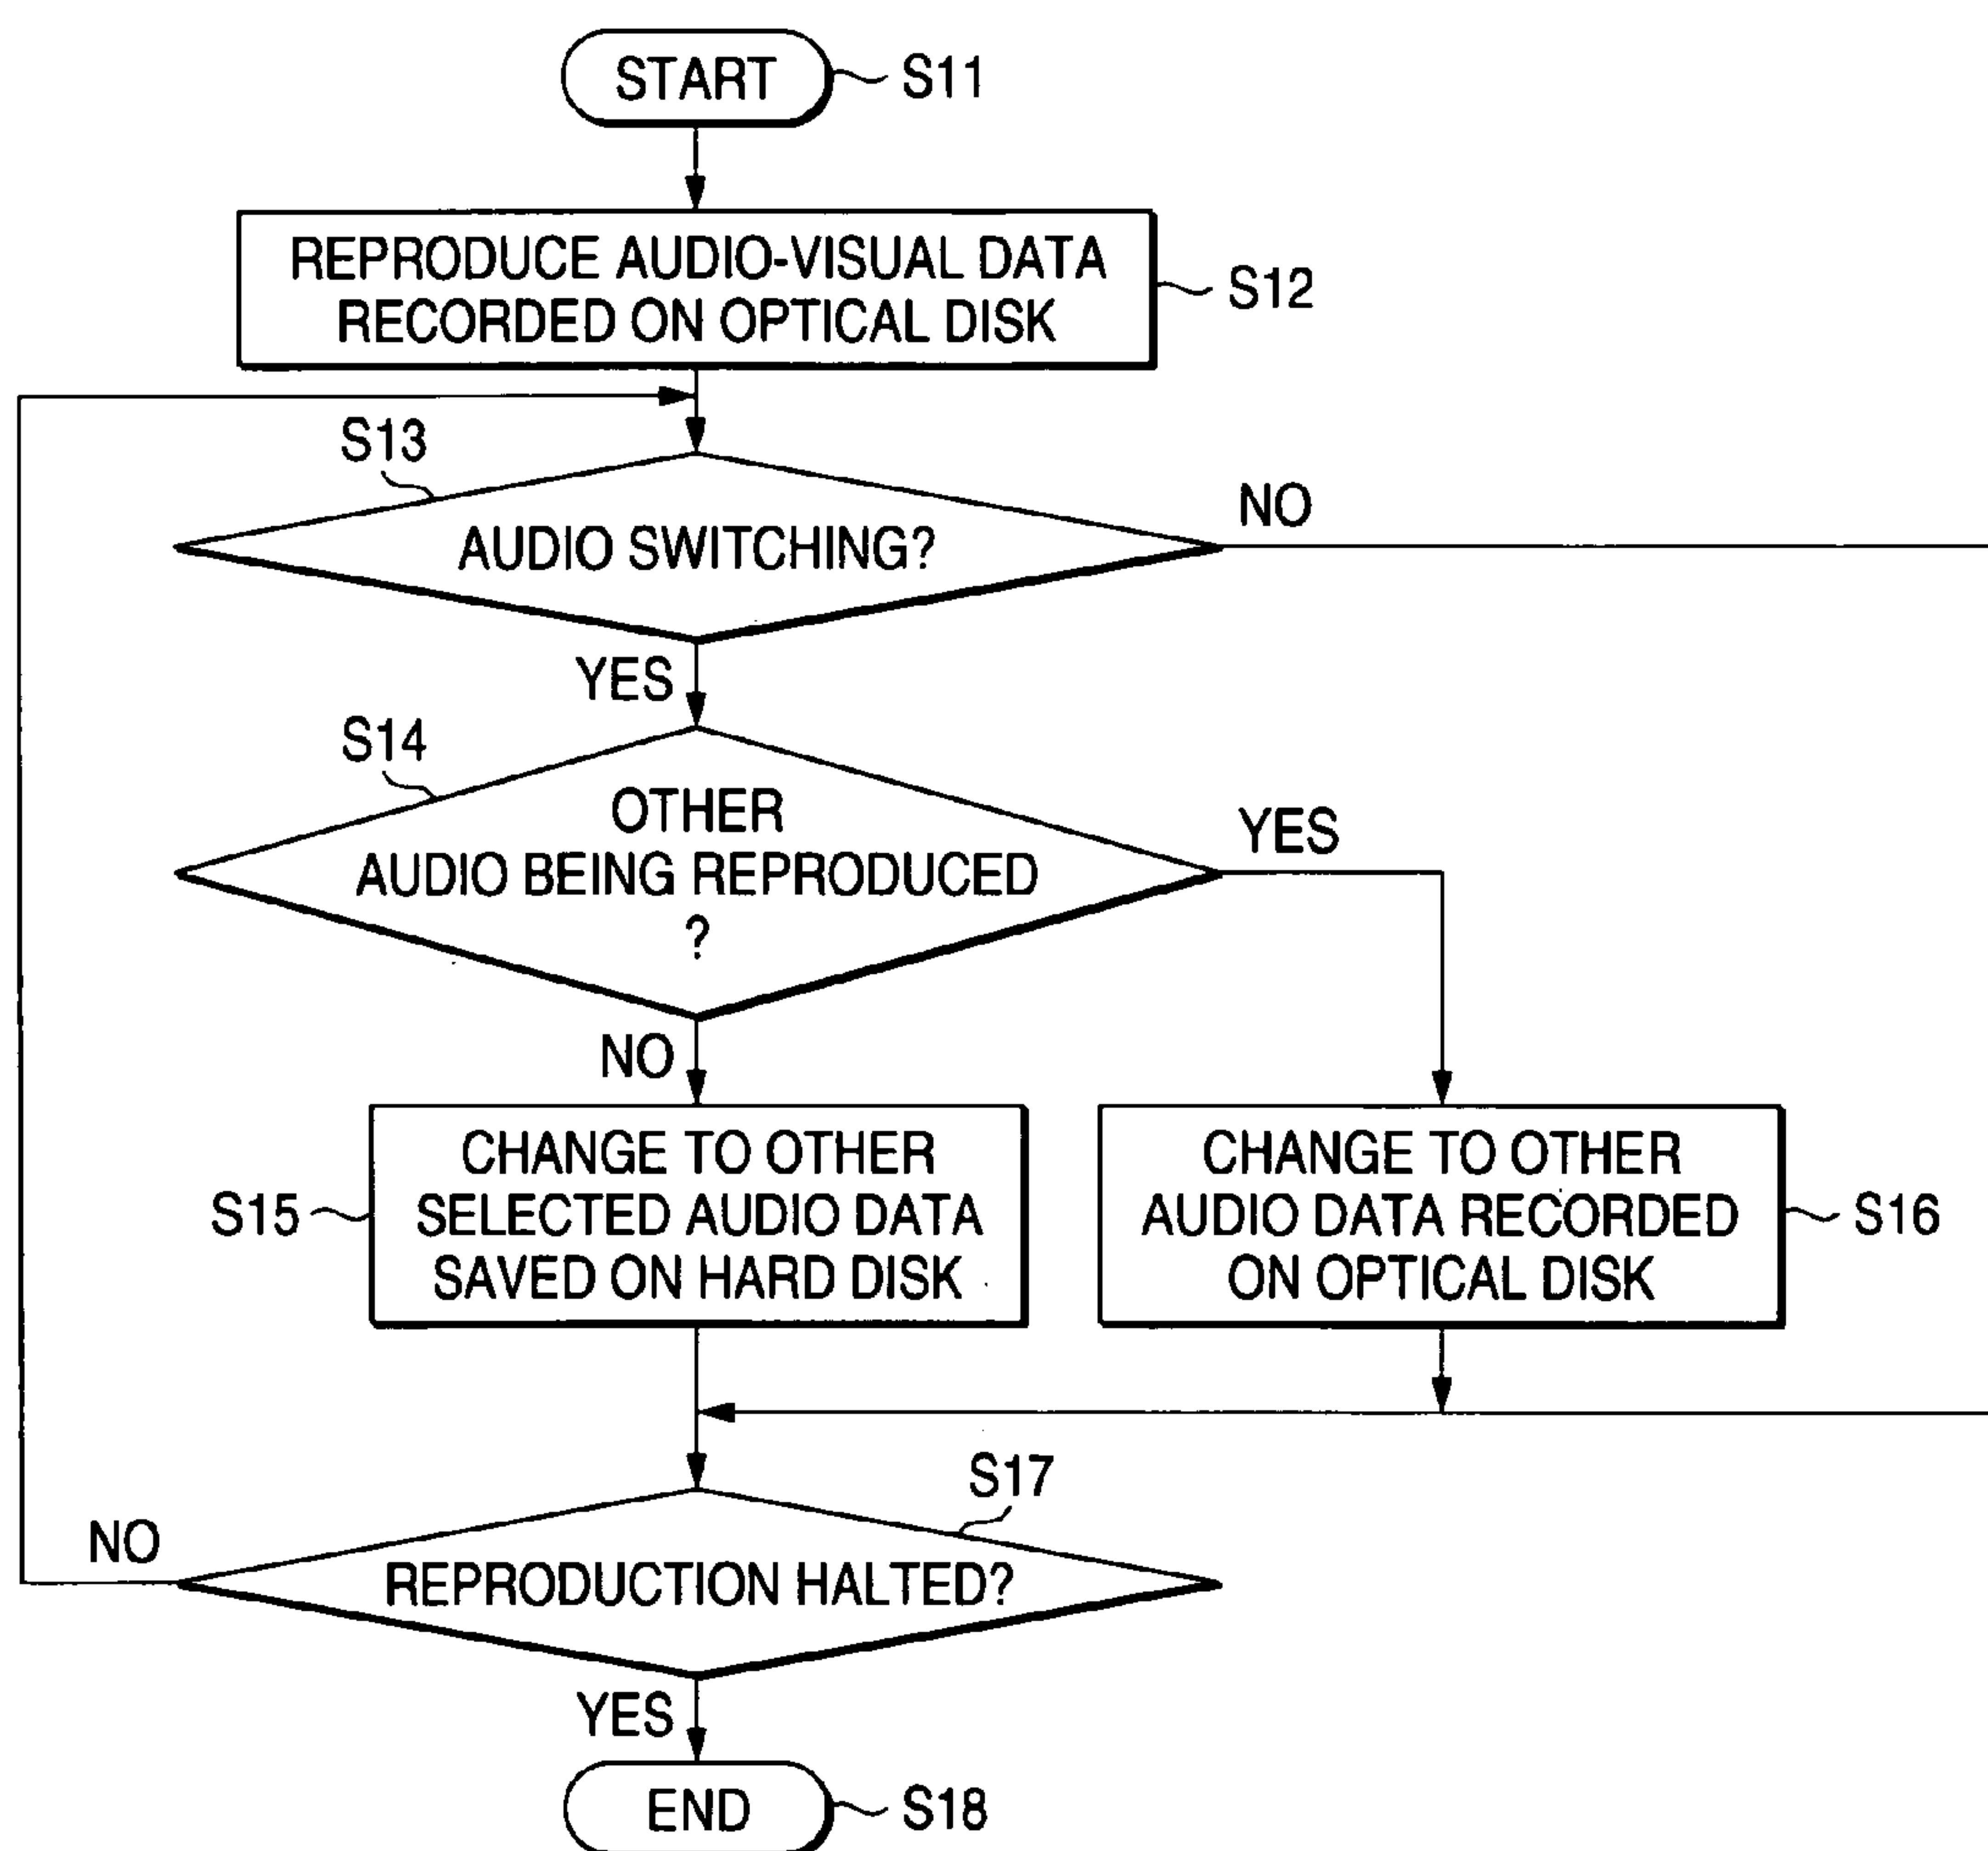 START
S11
REPRODUCE AUDIO-VISUAL DATA
RECORDED ON OPTICAL DISK
S12
S13
AUDIO SWITCHING?
NO
YES
S14
OTHER
AUDIO BEING REPRODUCED
?
YES
NO
S15
CHANGE TO OTHER
SELECTED AUDIO DATA
SAVED ON HARD DISK
CHANGE TO OTHER
AUDIO DATA RECORDED
ON OPTICAL DISK
S16
S17
REPRODUCTION HALTED?
NO
YES
END
S18